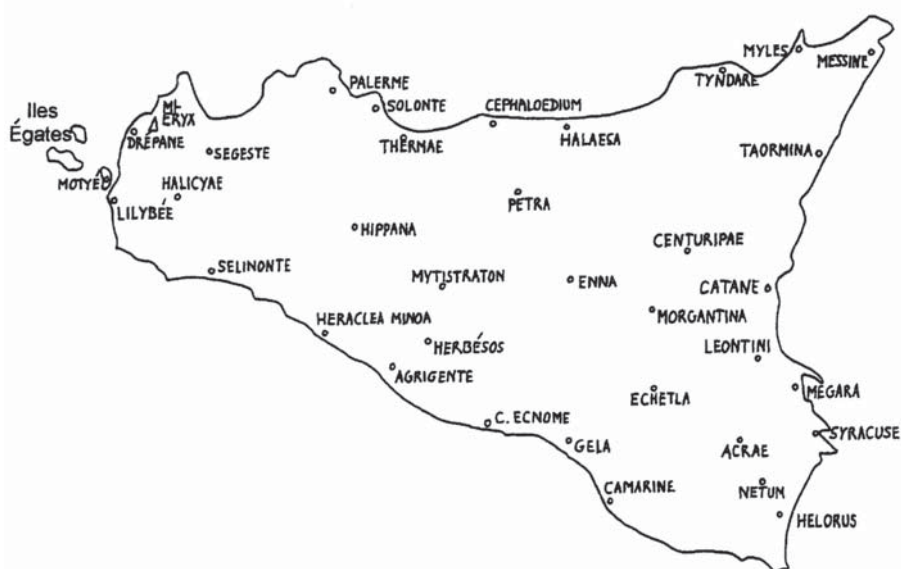 MYLES
MESSINE
TYNDARE
PALERME
SOLONTE
CEPHALOEDIUM
Iles
Égates
Mt
ERYX
DRÉPANE
THERMAE
HALAESA
SEGESTE
TAORMINA
MOTYÉ
HALICYAE
LILYBÉE
PETRA
HIPPANA
CENTURIPAE
SELINONTE
MYTISTRATON
ENNA
CATANE
MORGANTINA
HERACLEA MINOA
HERBÉSOS
LEONTINI
AGRIGENTE
ECHETLA
MÉGARA
C. ECNOME
GELA
ACRAE
SYRACUSE
CAMARINE
NETUM
HELORUS